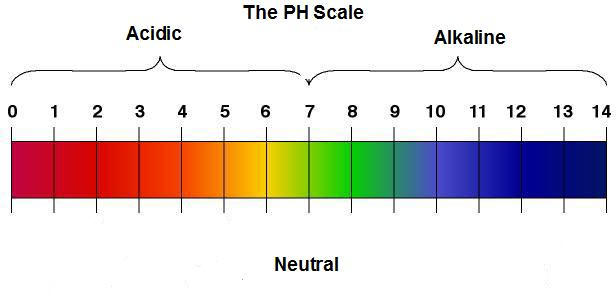 The PH Scale
Acidic
Alkaline
0 1 2 3 4 5 6 7 8 9 10 11 12 13 14
Neutral